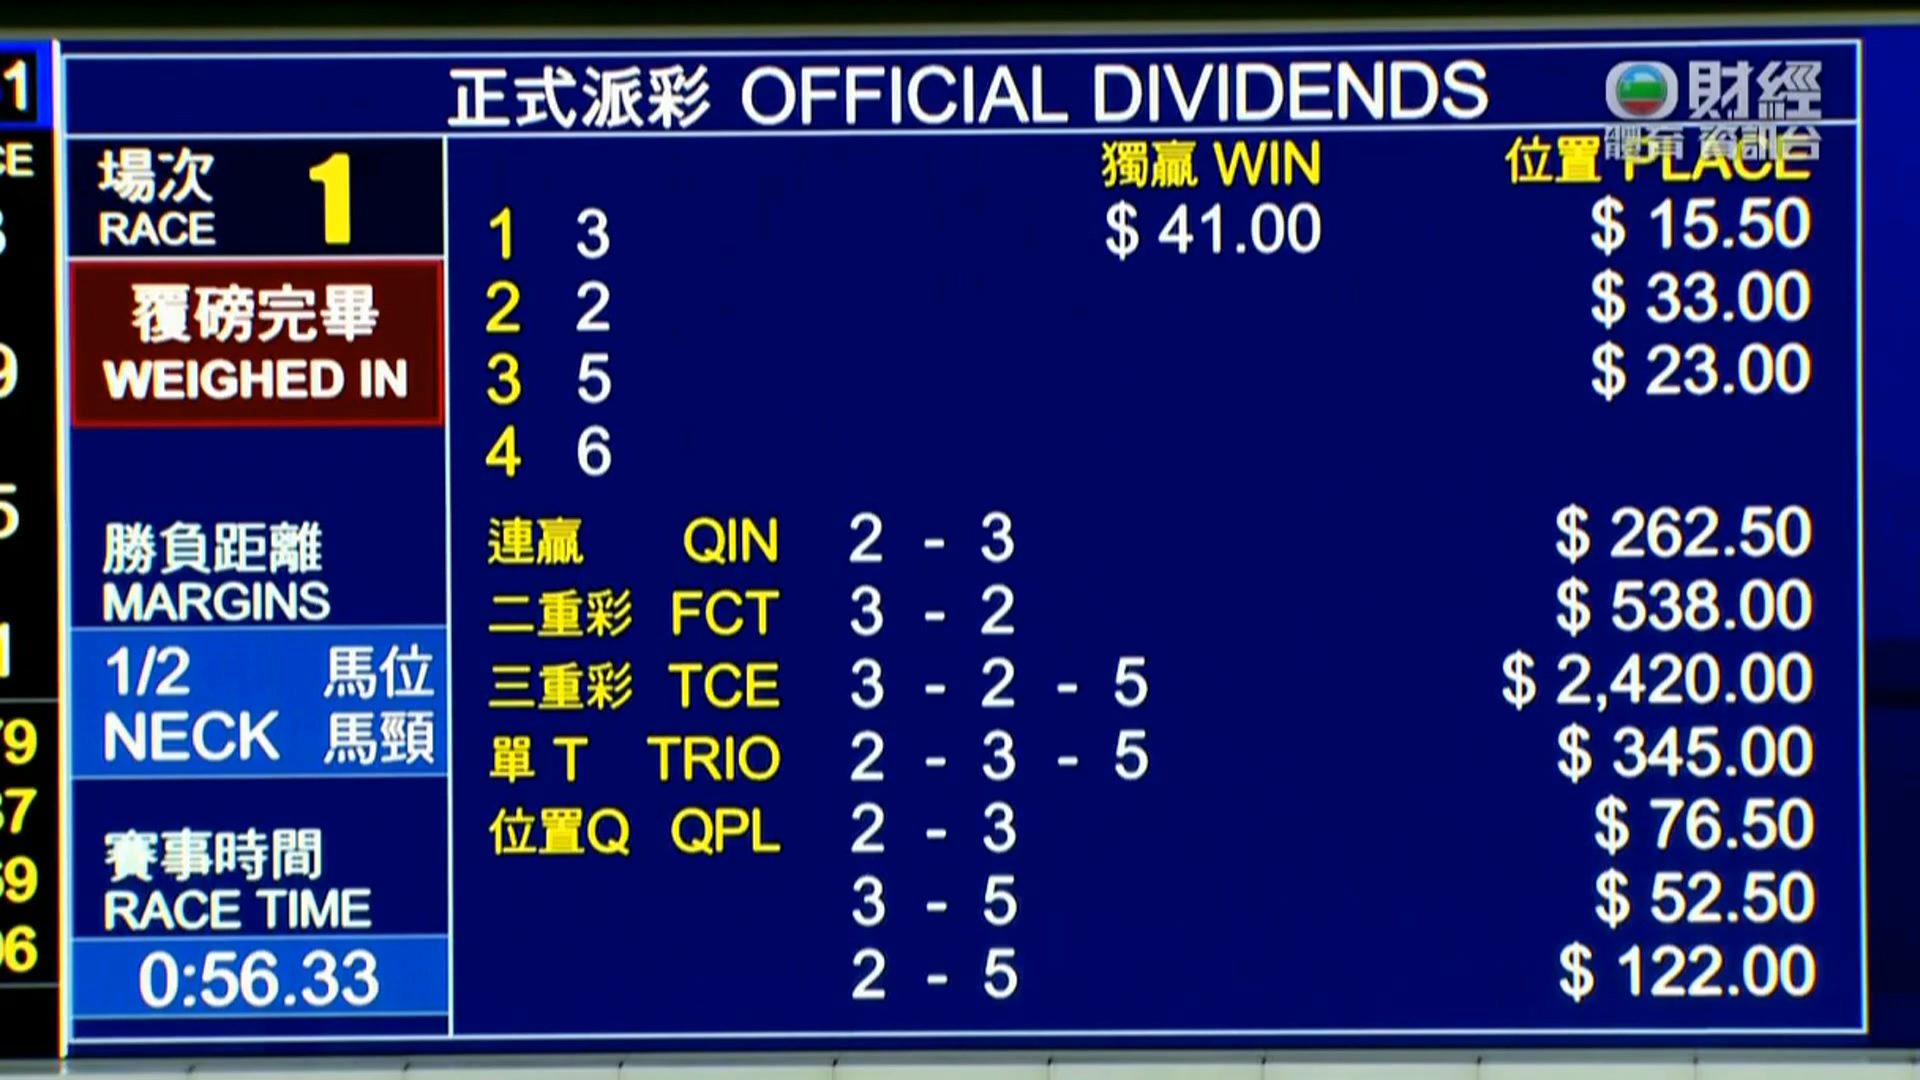 正式派彩 OFFICIAL DIVIDENDS
財經
體育 資訊台
場次
RACE 1
獨贏 WIN 位置 PLACE
1 3 $ 41.00 $ 15.50
2 2 $ 33.00
3 5 $ 23.00
4 6
覆磅完畢
WEIGHED IN
勝負距離
MARGINS
1/2 馬位
NECK 馬頸
賽事時間
RACE TIME
0:56.33
連贏 QIN 2 - 3 $ 262.50
二重彩 FCT 3 - 2 $ 538.00
三重彩 TCE 3 - 2 - 5 $ 2,420.00
單 T TRIO 2 - 3 - 5 $ 345.00
位置Q QPL 2 - 3 $ 76.50
3 - 5 $ 52.50
2 - 5 $ 122.00